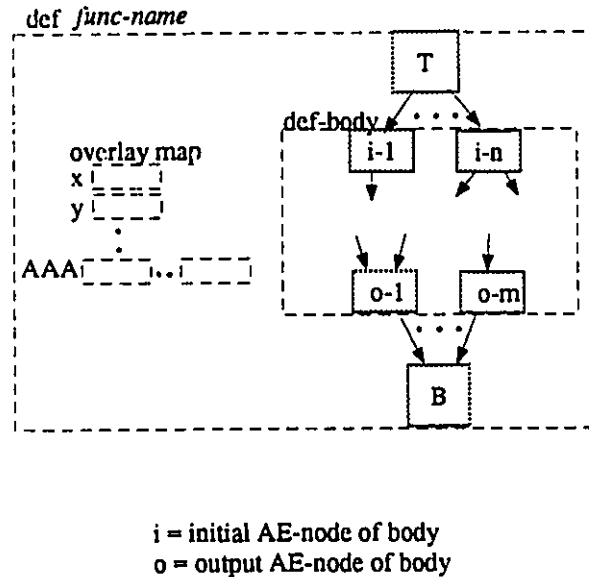 def func-name
T
. . .
def-body
i-1
i-n
overlay map
x
y
.
.
AAA
..
o-1
o-m
. . .
B
i = initial AE-node of body
o = output AE-node of body